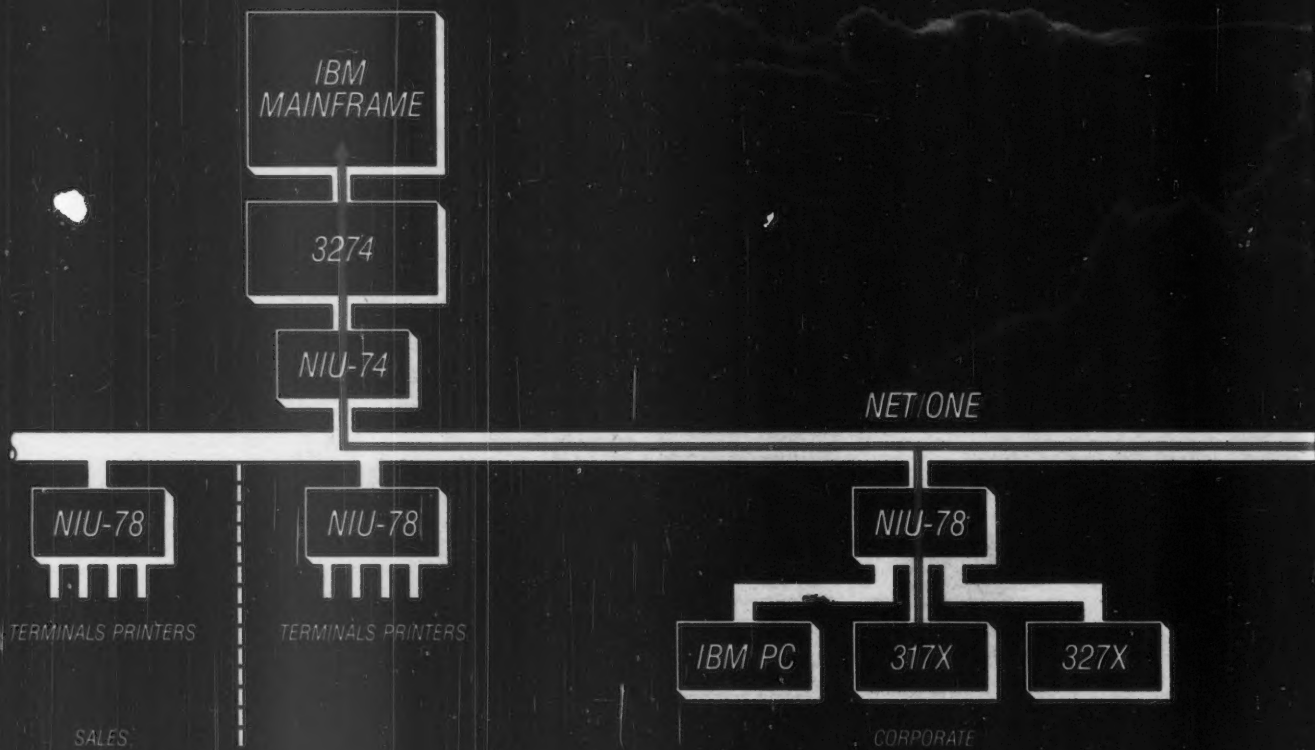 IBM
MAINFRAME
3274
NIU-74
NET/ONE
NIU-78
NIU-78
NIU-78
TERMINALS PRINTERS
TERMINALS PRINTERS
IBM PC
317X
327X
SALES
CORPORATE